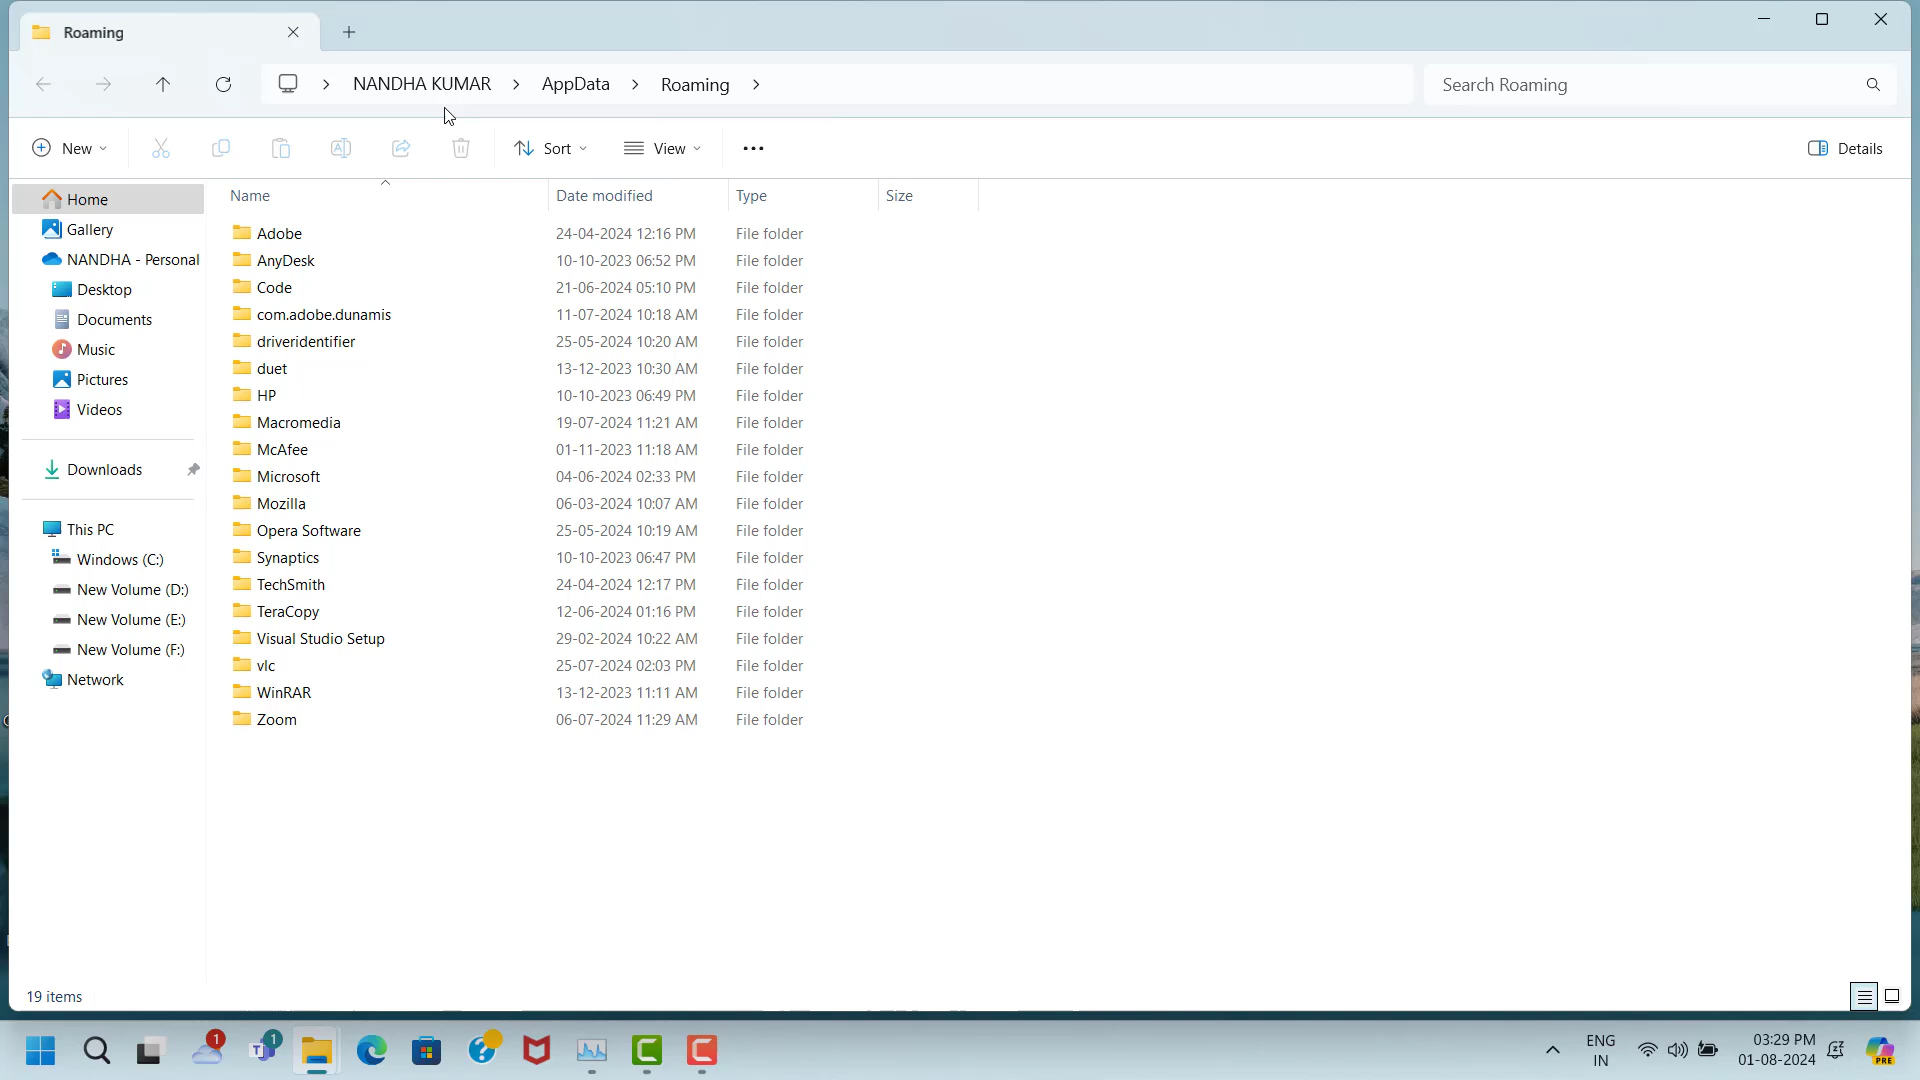 Roaming
NANDHA KUMAR AppData Roaming
Search Roaming
New
Sort
View
Details
Home
Gallery
NANDHA - Personal
Desktop
Documents
Music
Pictures
Videos
Downloads
This PC
Windows (C:)
New Volume (D:)
New Volume (E:)
New Volume (F:)
Network
Name Date modified Type Size
Adobe 24-04-2024 12:16 PM File folder
AnyDesk 10-10-2023 06:52 PM File folder
Code 21-06-2024 05:10 PM File folder
com.adobe.dunamis 11-07-2024 10:18 AM File folder
driveridentifier 25-05-2024 10:20 AM File folder
duet 13-12-2023 10:30 AM File folder
HP 10-10-2023 06:49 PM File folder
Macromedia 19-07-2024 11:21 AM File folder
McAfee 01-11-2023 11:18 AM File folder
Microsoft 04-06-2024 02:33 PM File folder
Mozilla 06-03-2024 10:07 AM File folder
Opera Software 25-05-2024 10:19 AM File folder
Synaptics 10-10-2023 06:47 PM File folder
TechSmith 24-04-2024 12:17 PM File folder
TeraCopy 12-06-2024 01:16 PM File folder
Visual Studio Setup 29-02-2024 10:22 AM File folder
vlc 25-07-2024 02:03 PM File folder
WinRAR 13-12-2023 11:11 AM File folder
Zoom 06-07-2024 11:29 AM File folder
19 items
1
1
ENG
IN
03:29 PM
01-08-2024
PRE